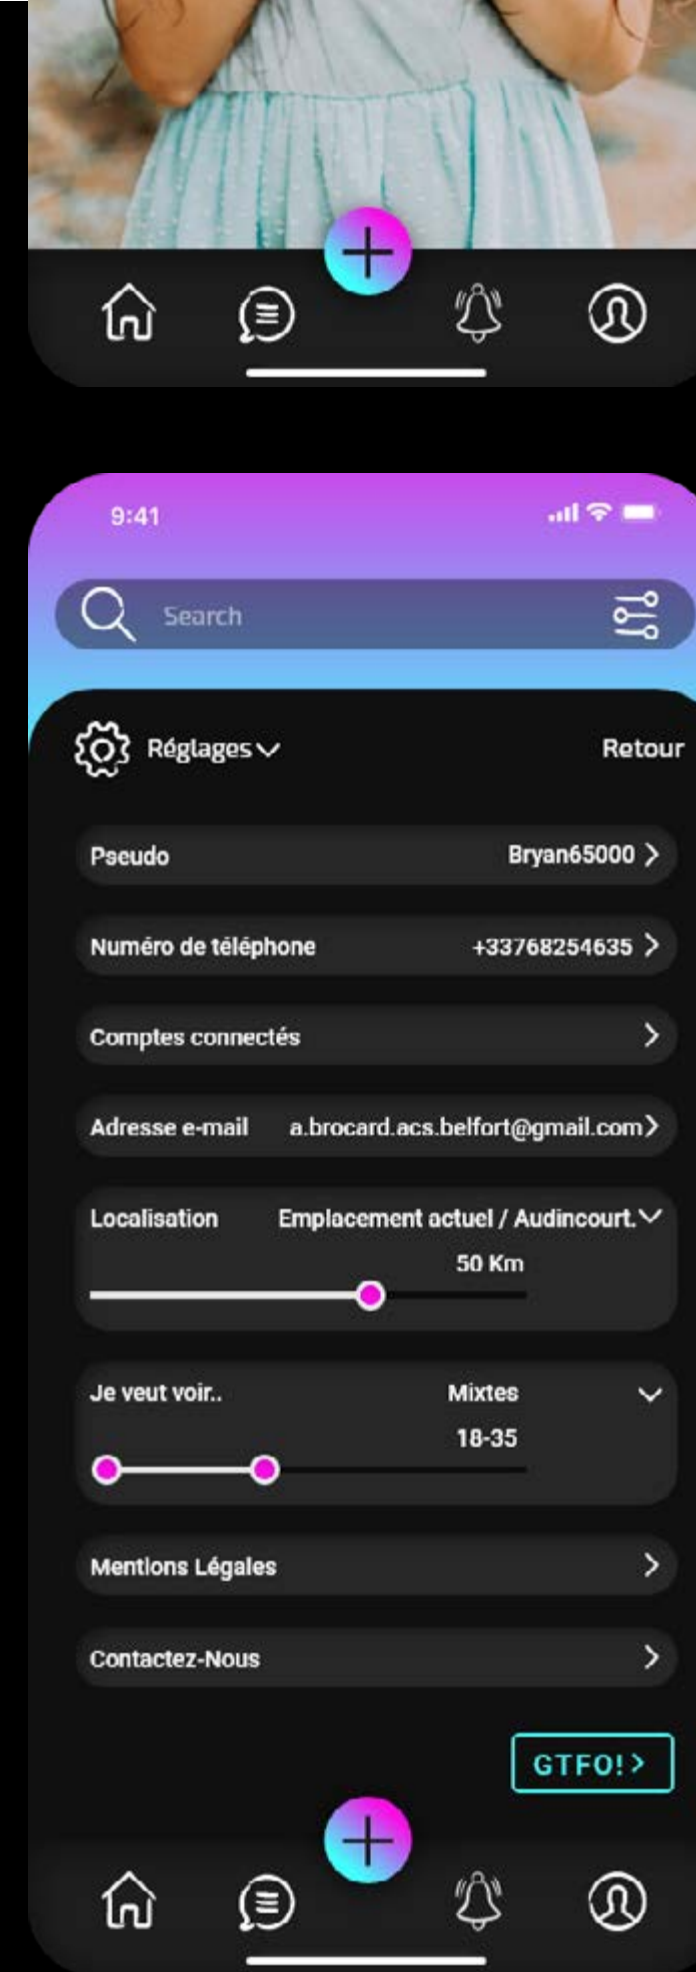 9:41
Search
Réglages
Retour
Pseudo Bryan65000
Numéro de téléphone +33768254635
Comptes connectés
Adresse e-mail a.brocard.acs.belfort@gmail.com
Localisation Emplacement actuel / Audincourt.
50 Km
Je veut voir.. Mixtes
18-35
Mentions Légales
Contactez-Nous
GTFO!